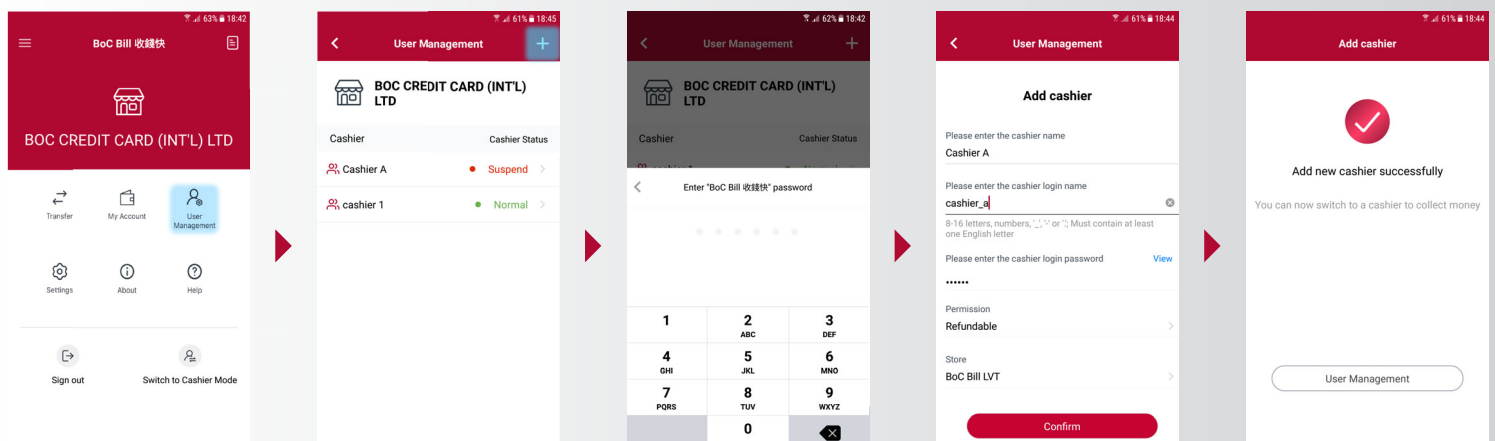 63% 18:42
BoC Bill 收錢快
BOC CREDIT CARD (INT'L) LTD
Transfer
My Account
User
Management
Settings
About
Help
Sign out
Switch to Cashier Mode
61% 18:45
User Management
BOC CREDIT CARD (INT'L)
LTD
Cashier
Cashier Status
Cashier A
Suspend
cashier 1
Normal
62% 18:42
User Management
BOC CREDIT CARD (INT'L)
LTD
Cashier
Cashier Status
Enter "BoC Bill 收錢快" password
1 2 3
ABC DEF
4 5 6
GHI JKL MNO
7 8 9
PQRS TUV WXYZ
0
61% 18:44
User Management
Add cashier
Please enter the cashier name
Cashier A
Please enter the cashier login name
cashier_a
8-16 letters, numbers, '_', '-' or '.'; Must contain at least
one English letter
Please enter the cashier login password View
••••••
Permission
Refundable
Store
BoC Bill LVT
Confirm
61% 18:44
Add cashier
Add new cashier successfully
You can now switch to a cashier to collect money
User Management